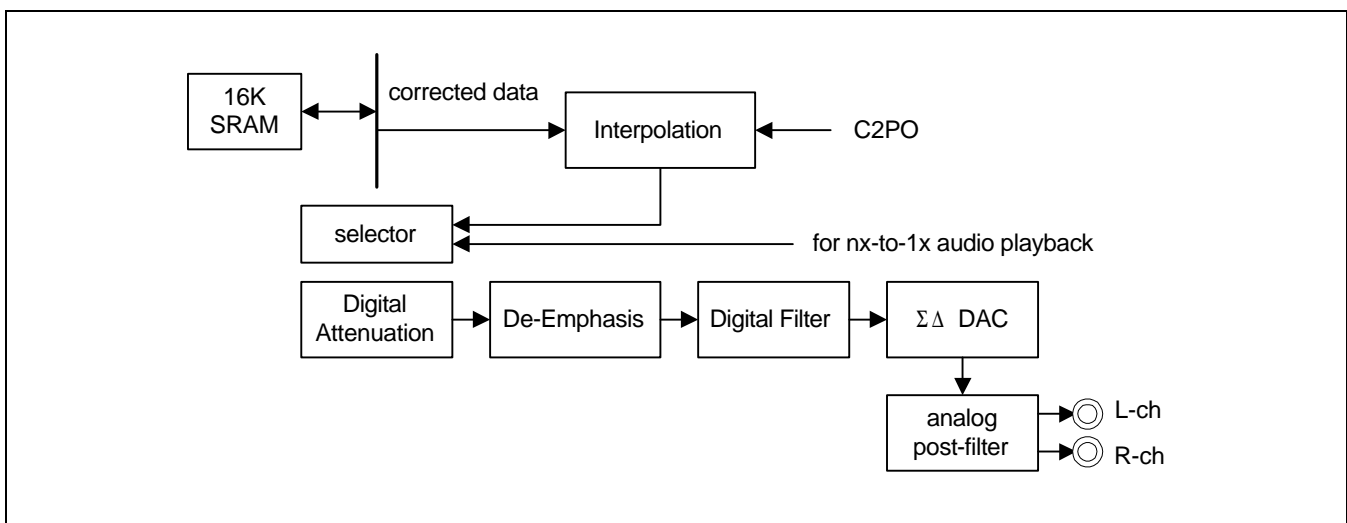 16K
SRAM
corrected data
Interpolation
C2PO
selector
for nx-to-1x audio playback
Digital
Attenuation
De-Emphasis
Digital Filter
ΣΔ DAC
analog
post-filter
L-ch
R-ch